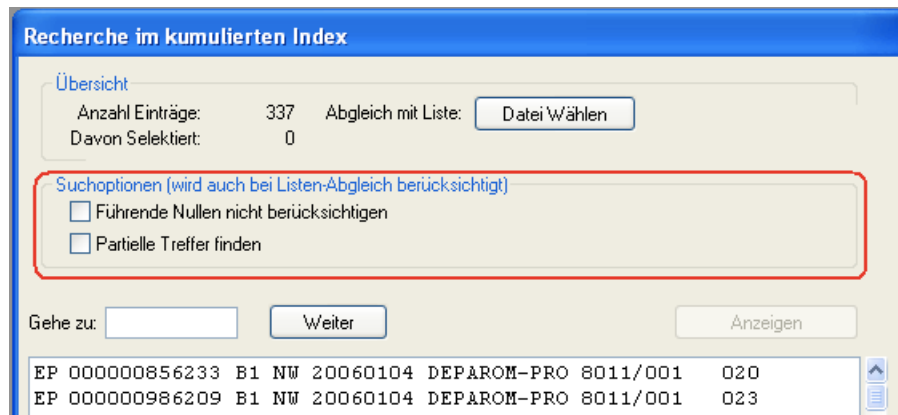 Recherche im kumulierten Index
Übersicht
Anzahl Einträge: 337 Abgleich mit Liste: Datei Wählen
Davon Selektiert: 0
Suchoptionen (wird auch bei Listen-Abgleich berücksichtigt)
Führende Nullen nicht berücksichtigen
Partielle Treffer finden
Gehe zu: Weiter Anzeigen
EP 000000856233 B1 NW 20060104 DEPAROM-PRO 8011/001 020
EP 000000986209 B1 NW 20060104 DEPAROM-PRO 8011/001 023